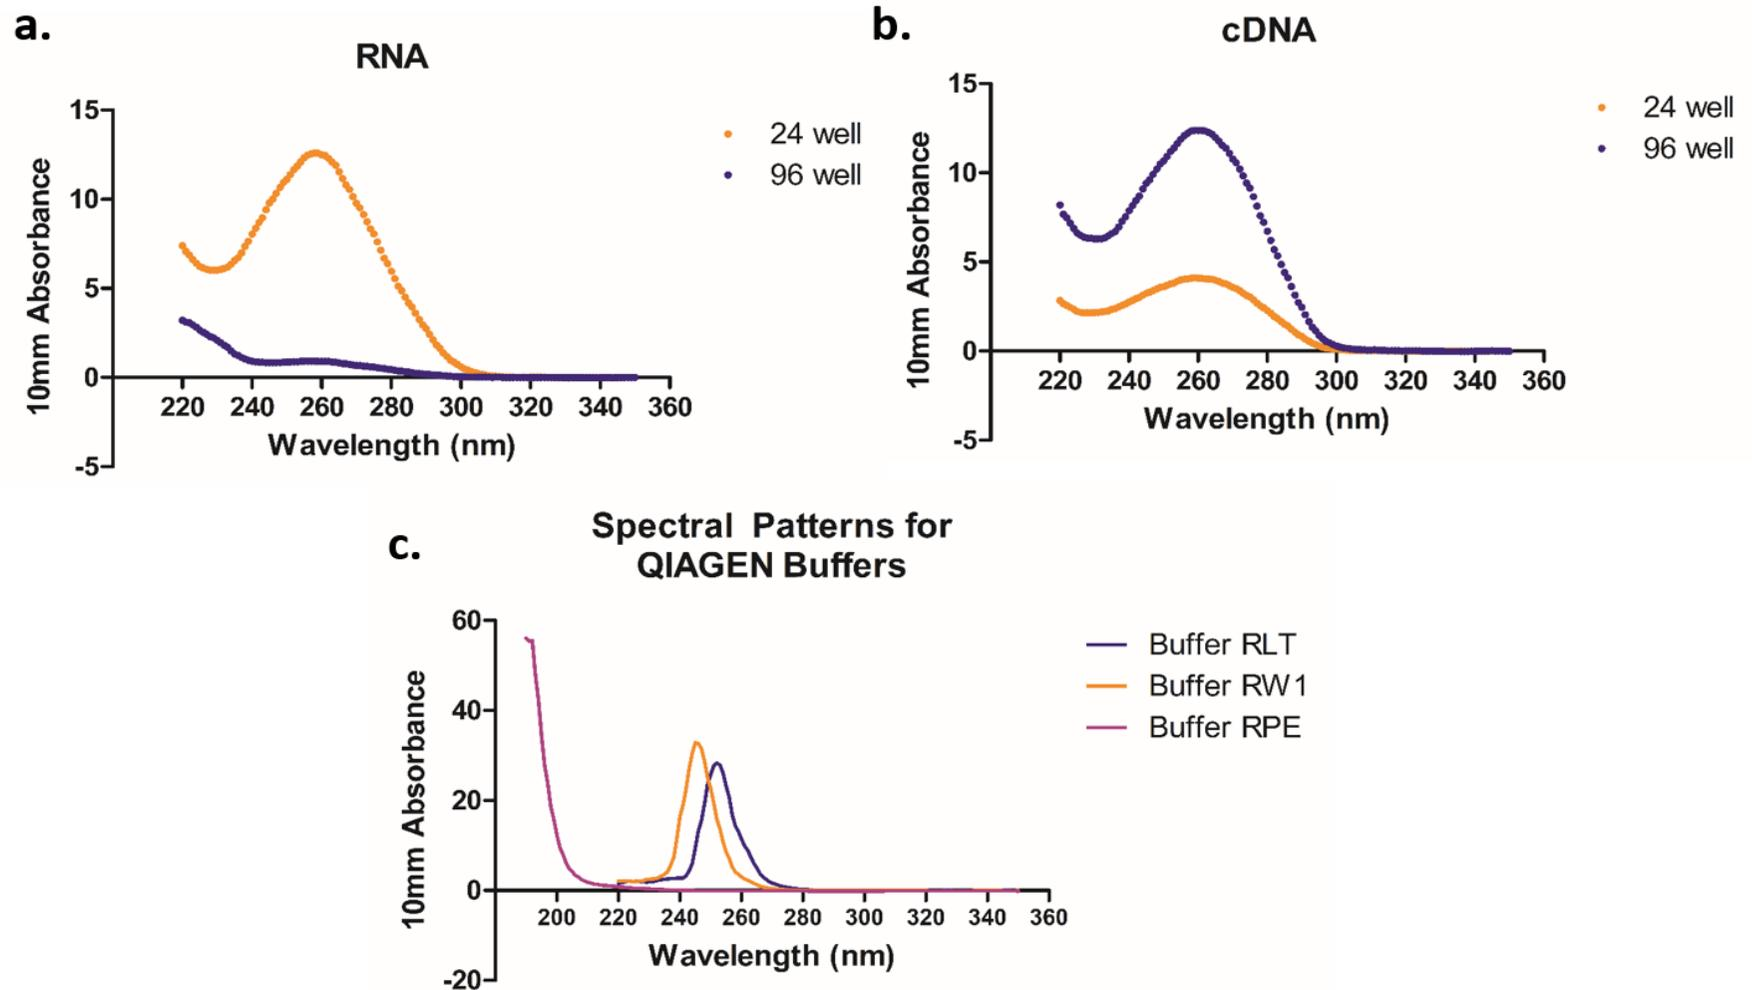 a.
RNA
15
10
5
0
-5
10mm Absorbance
220 240 260 280 300 320 340 360
Wavelength (nm)
24 well
96 well
b.
cDNA
15
10
5
0
-5
10mm Absorbance
220 240 260 280 300 320 340 360
Wavelength (nm)
24 well
96 well
c.
Spectral Patterns for
QIAGEN Buffers
60
40
20
0
-20
10mm Absorbance
200 220 240 260 280 300 320 340 360
Wavelength (nm)
Buffer RLT
Buffer RW1
Buffer RPE